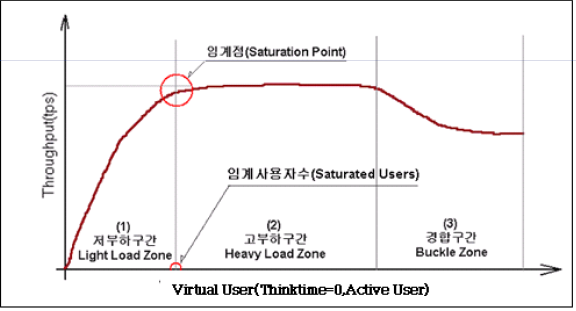 임계점(Saturation Point)
Throughput(tps)
임계사용자수(Saturated Users)
(1)
저부하구간
Light Load Zone
(2)
고부하구간
Heavy Load Zone
(3)
경합구간
Buckle Zone
Virtual User(Thinktime=0,Active User)